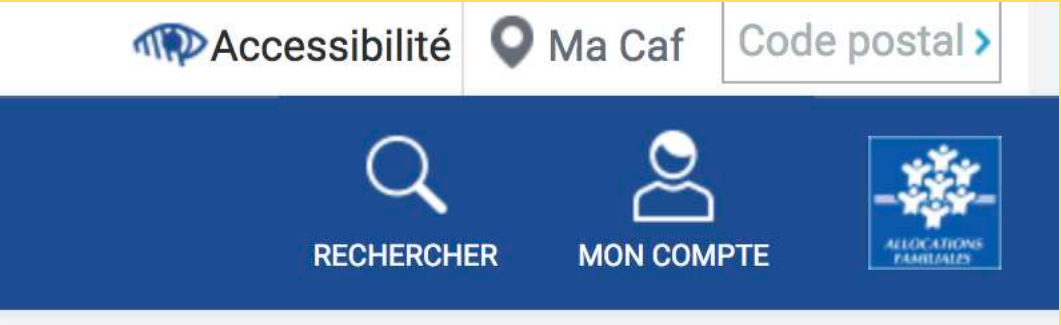 Accessibilité
Ma Caf
Code postal >
RECHERCHER
MON COMPTE
ALLOCATIONS
FAMILIALES